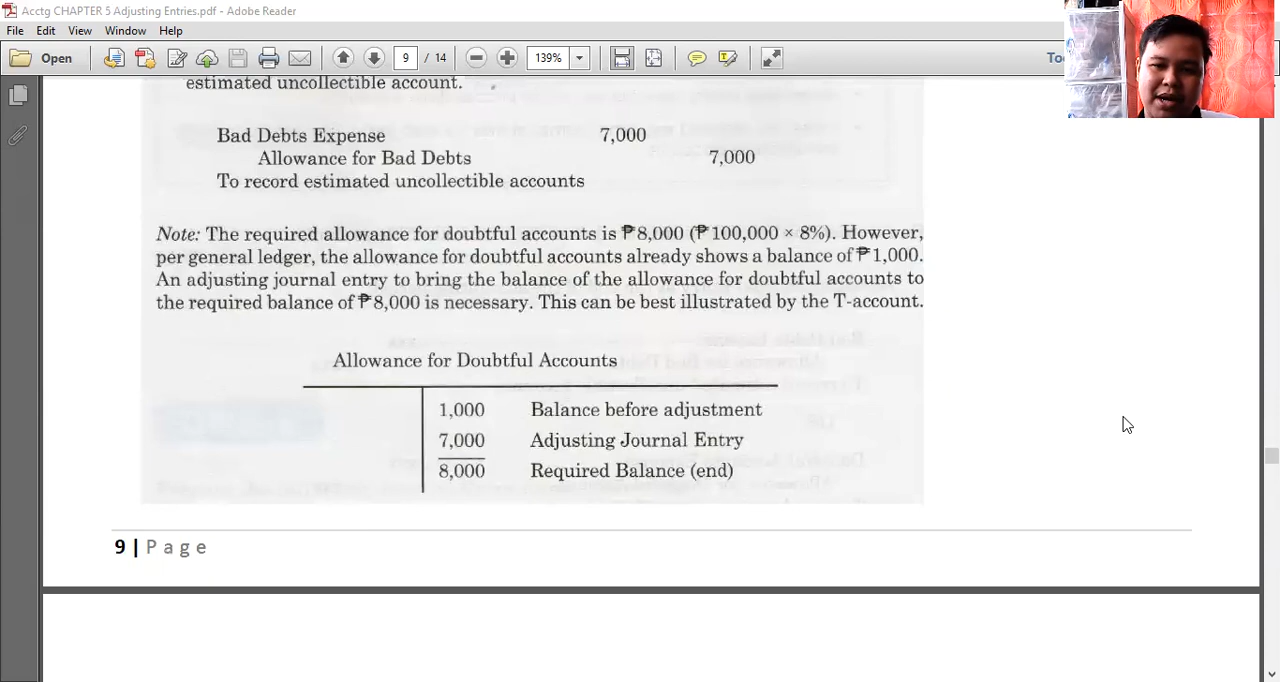 Acctg CHAPTER 5 Adjusting Entries.pdf - Adobe Reader
File Edit View Window Help
Open 9 / 14 139%
estimated uncollectible account.
Bad Debts Expense 7,000
Allowance for Bad Debts 7,000
To record estimated uncollectible accounts
Note: The required allowance for doubtful accounts is ₱8,000 (₱100,000 × 8%). However,
per general ledger, the allowance for doubtful accounts already shows a balance of ₱1,000.
An adjusting journal entry to bring the balance of the allowance for doubtful accounts to
the required balance of ₱8,000 is necessary. This can be best illustrated by the T-account.
Allowance for Doubtful Accounts
1,000 Balance before adjustment
7,000 Adjusting Journal Entry
8,000 Required Balance (end)
9 | Page